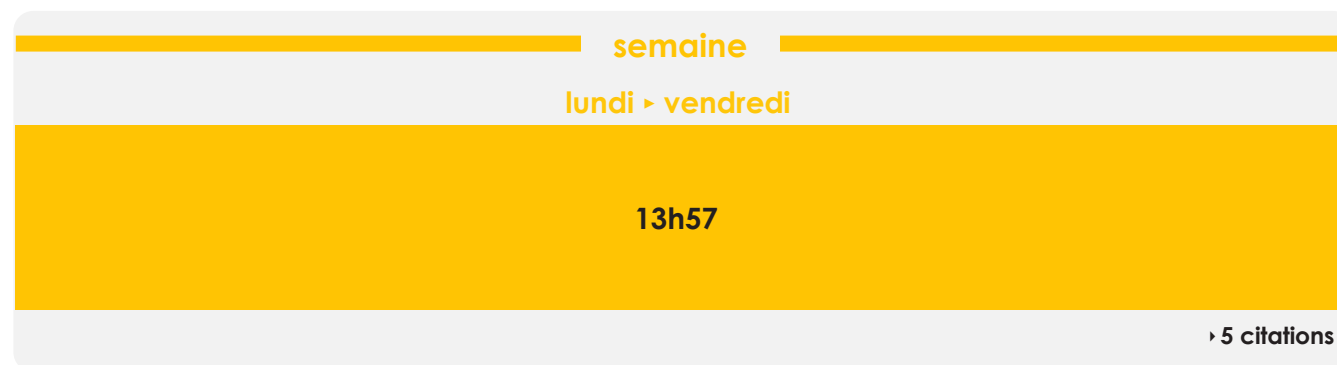 semaine
lundi ▸ vendredi
13h57
▸ 5 citations